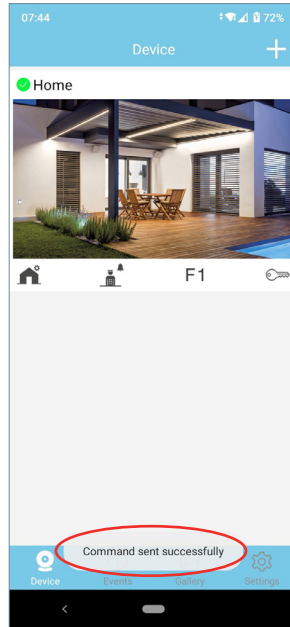 07:44
72%
Device
Home
F1
Command sent successfully
Device
Events
Gallery
Settings